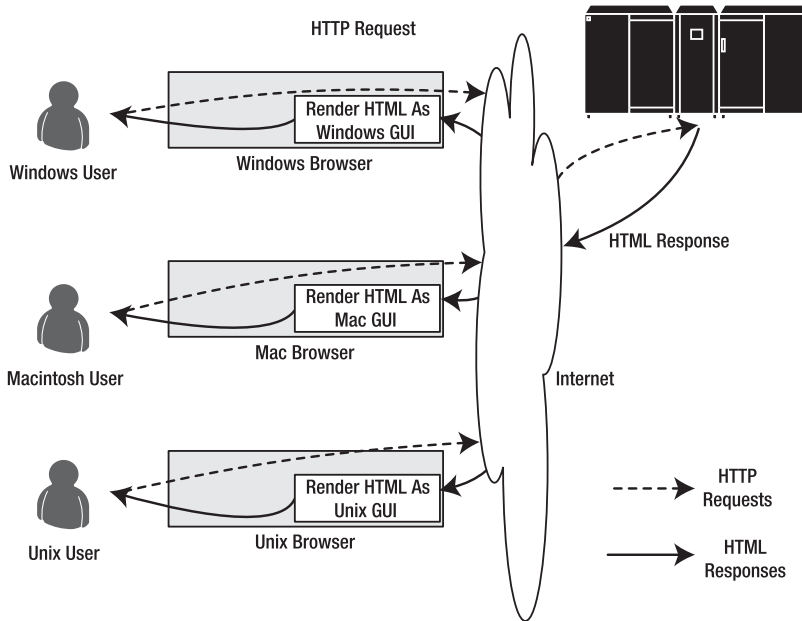 HTTP Request
Render HTML As
Windows GUI
Windows User
Windows Browser
HTML Response
Render HTML As
Mac GUI
Mac Browser
Macintosh User
Internet
Render HTML As
Unix GUI
Unix User
Unix Browser
HTTP
Requests
HTML
Responses